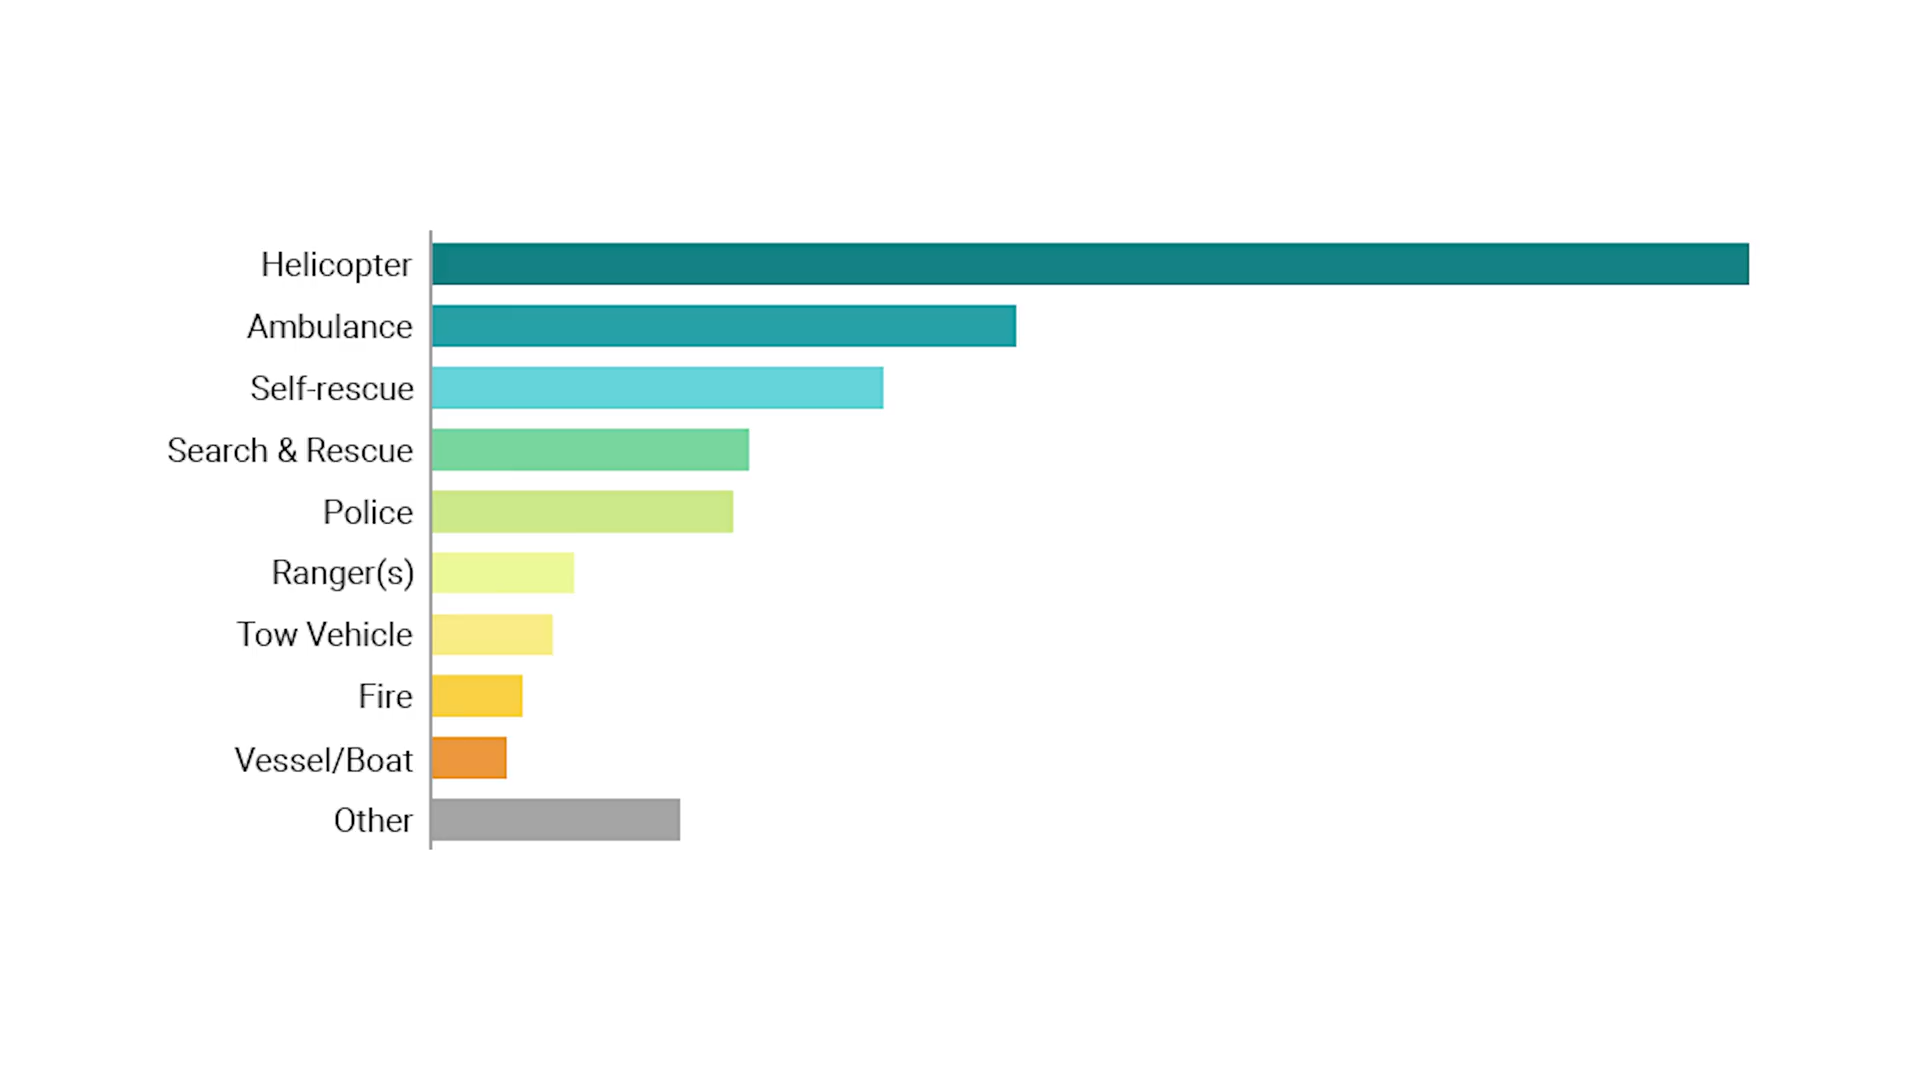 Helicopter
Ambulance
Self-rescue
Search & Rescue
Police
Ranger(s)
Tow Vehicle
Fire
Vessel/Boat
Other